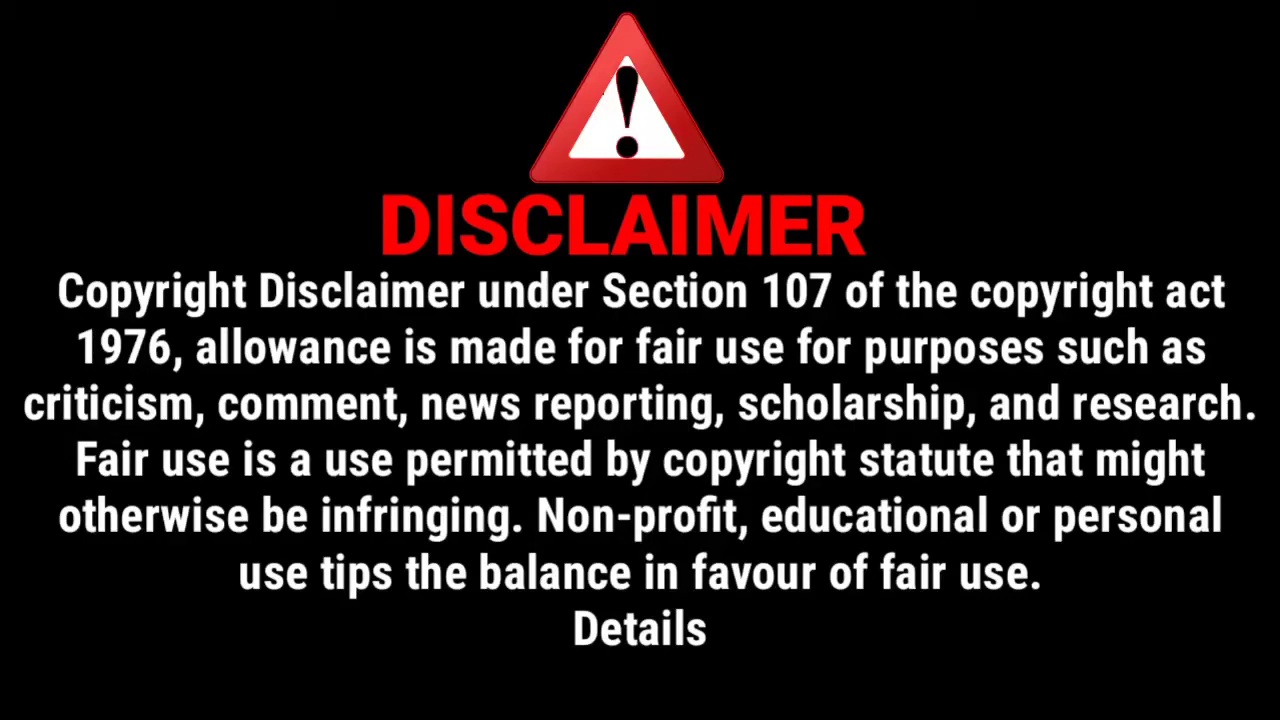 DISCLAIMER
Copyright Disclaimer under Section 107 of the copyright act
1976, allowance is made for fair use for purposes such as
criticism, comment, news reporting, scholarship, and research.
Fair use is a use permitted by copyright statute that might
otherwise be infringing. Non-profit, educational or personal
use tips the balance in favour of fair use.
Details